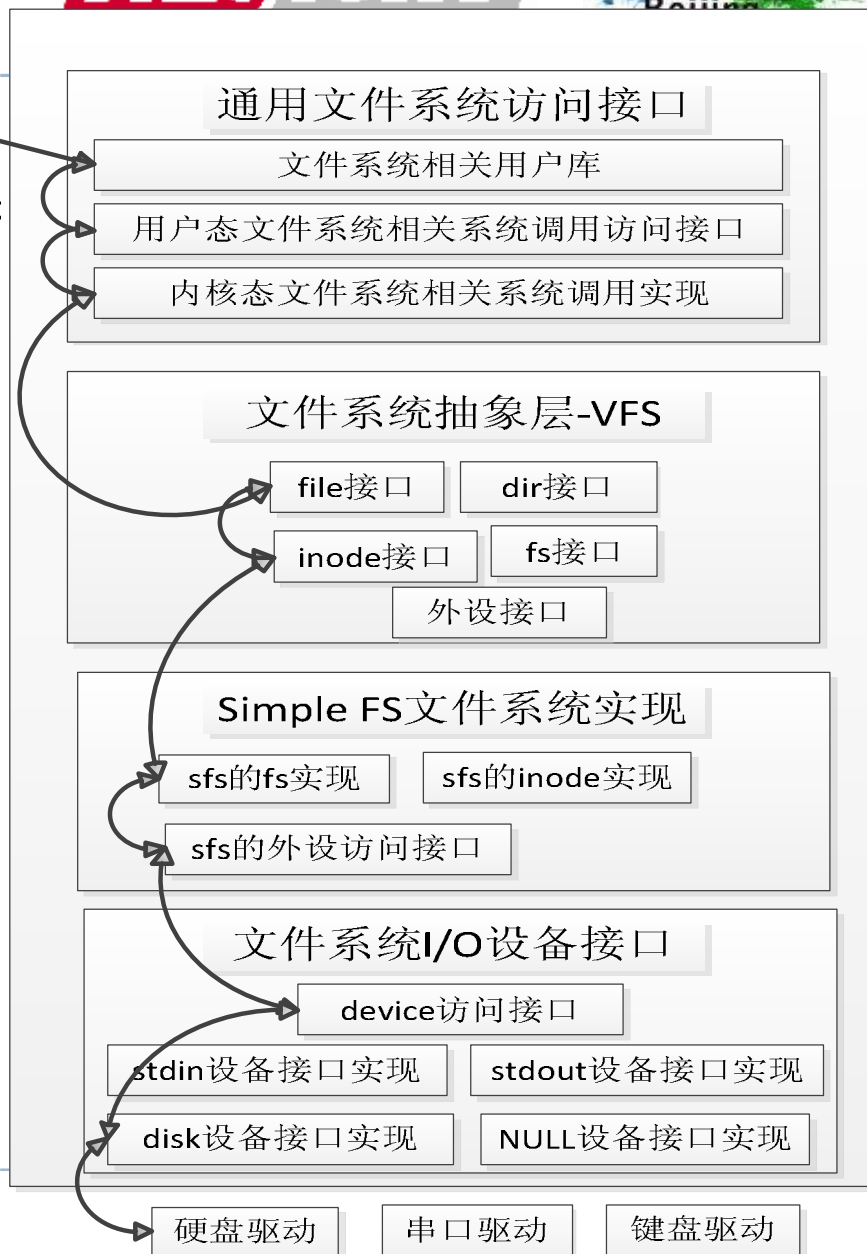 Beijing
通用文件系统访问接口
文件系统相关用户库
用户态文件系统相关系统调用访问接口
内核态文件系统相关系统调用实现
文件系统抽象层-VFS
file接口 dir接口
inode接口 fs接口
外设接口
Simple FS文件系统实现
sfs的fs实现 sfs的inode实现
sfs的外设访问接口
文件系统I/O设备接口
device访问接口
stdin设备接口实现 stdout设备接口实现
disk设备接口实现 NULL设备接口实现
硬盘驱动 串口驱动 键盘驱动